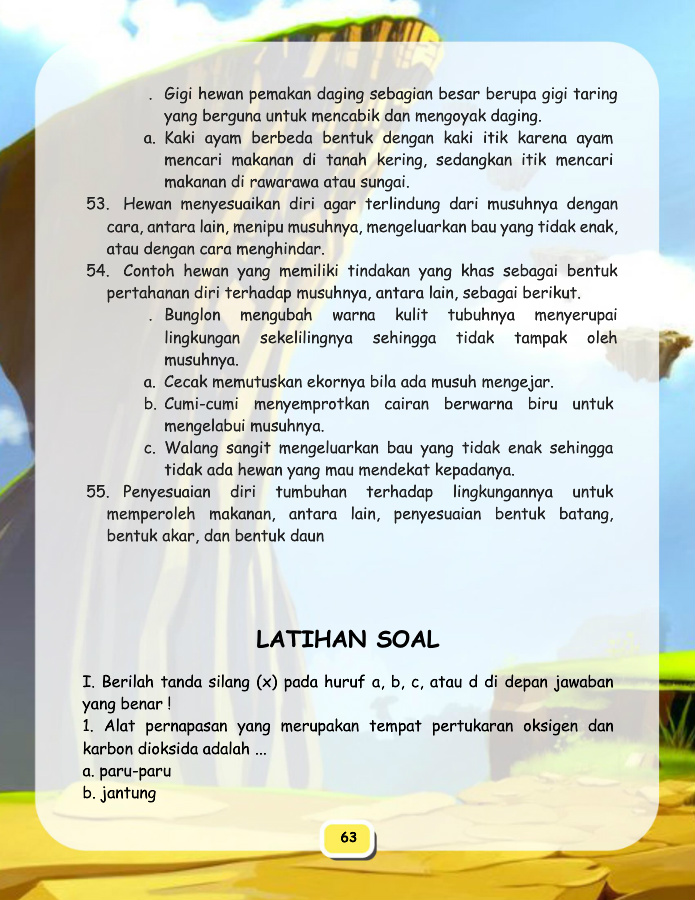 . Gigi hewan pemakan daging sebagian besar berupa gigi taring
yang berguna untuk mencabik dan mengoyak daging.
a. Kaki ayam berbeda bentuk dengan kaki itik karena ayam
mencari makanan di tanah kering, sedangkan itik mencari
makanan di rawarawa atau sungai.
53. Hewan menyesuaikan diri agar terlindung dari musuhnya dengan
cara, antara lain, menipu musuhnya, mengeluarkan bau yang tidak enak,
atau dengan cara menghindar.
54. Contoh hewan yang memiliki tindakan yang khas sebagai bentuk
pertahanan diri terhadap musuhnya, antara lain, sebagai berikut.
. Bunglon mengubah warna kulit tubuhnya menyerupai
lingkungan sekelilingnya sehingga tidak tampak oleh
musuhnya.
a. Cecak memutuskan ekornya bila ada musuh mengejar.
b. Cumi-cumi menyemprotkan cairan berwarna biru untuk
mengelabui musuhnya.
c. Walang sangit mengeluarkan bau yang tidak enak sehingga
tidak ada hewan yang mau mendekat kepadanya.
55. Penyesuaian diri tumbuhan terhadap lingkungannya untuk
memperoleh makanan, antara lain, penyesuaian bentuk batang,
bentuk akar, dan bentuk daun
LATIHAN SOAL
I. Berilah tanda silang (x) pada huruf a, b, c, atau d di depan jawaban
yang benar !
1. Alat pernapasan yang merupakan tempat pertukaran oksigen dan
karbon dioksida adalah ...
a. paru-paru
b. jantung
63